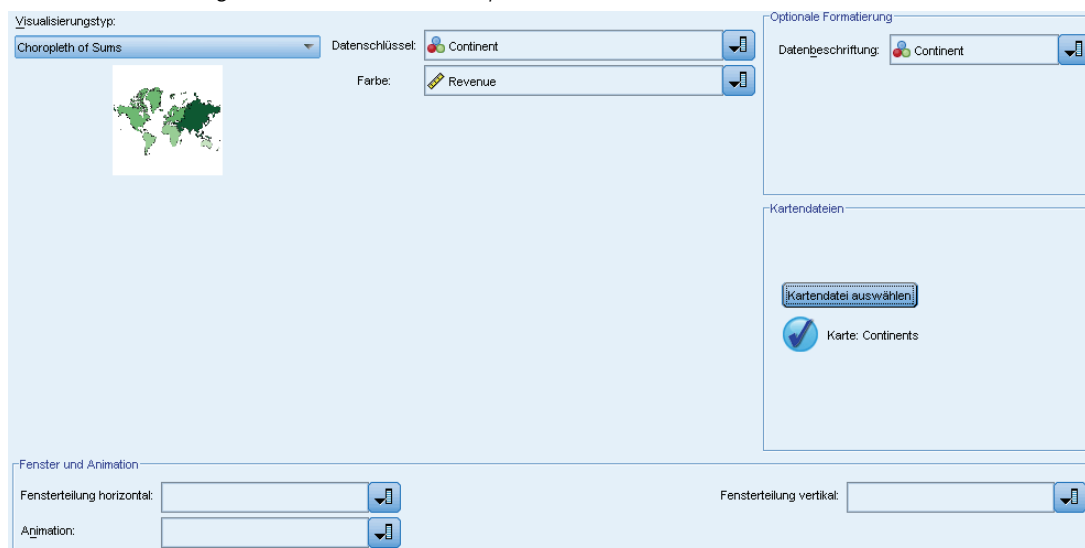 Visualisierungstyp:
Choropleth of Sums
Datenschlüssel: Continent
Farbe: Revenue
Optionale Formatierung
Datenbeschriftung: Continent
Kartendateien
Kartendatei auswählen
Karte: Continents
Fenster und Animation
Fensterteilung horizontal:
Fensterteilung vertikal:
Animation: